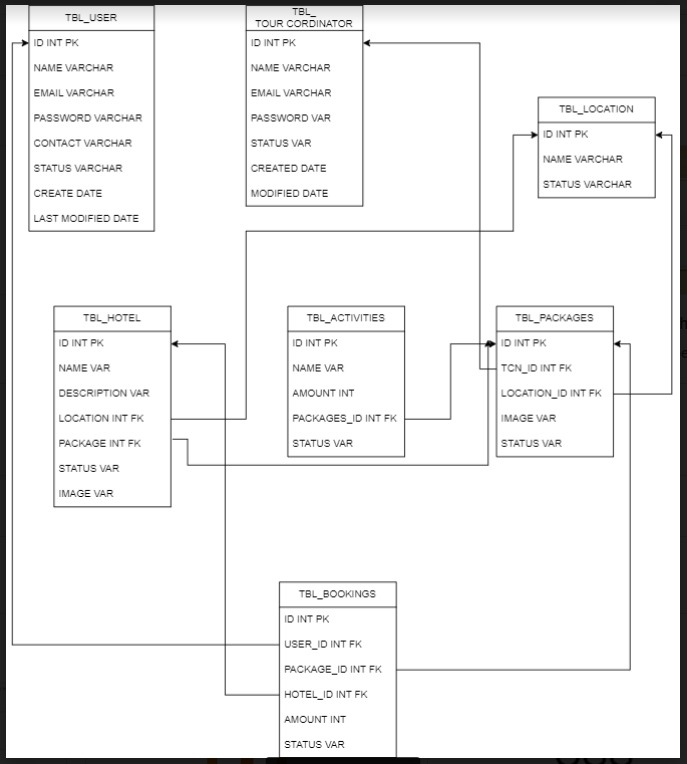 TBL_USER
ID INT PK
NAME VARCHAR
EMAIL VARCHAR
PASSWORD VARCHAR
CONTACT VARCHAR
STATUS VARCHAR
CREATE DATE
LAST MODIFIED DATE
TBL_
TOUR CORDINATOR
ID INT PK
NAME VARCHAR
EMAIL VARCHAR
PASSWORD VAR
STATUS VAR
CREATED DATE
MODIFIED DATE
TBL_LOCATION
ID INT PK
NAME VARCHAR
STATUS VARCHAR
TBL_HOTEL
ID INT PK
NAME VAR
DESCRIPTION VAR
LOCATION INT FK
PACKAGE INT FK
STATUS VAR
IMAGE VAR
TBL_ACTIVITIES
ID INT PK
NAME VAR
AMOUNT INT
PACKAGES_ID INT FK
STATUS VAR
TBL_PACKAGES
ID INT PK
TCN_ID INT FK
LOCATION_ID INT FK
IMAGE VAR
STATUS VAR
TBL_BOOKINGS
ID INT PK
USER_ID INT FK
PACKAGE_ID INT FK
HOTEL_ID INT FK
AMOUNT INT
STATUS VAR